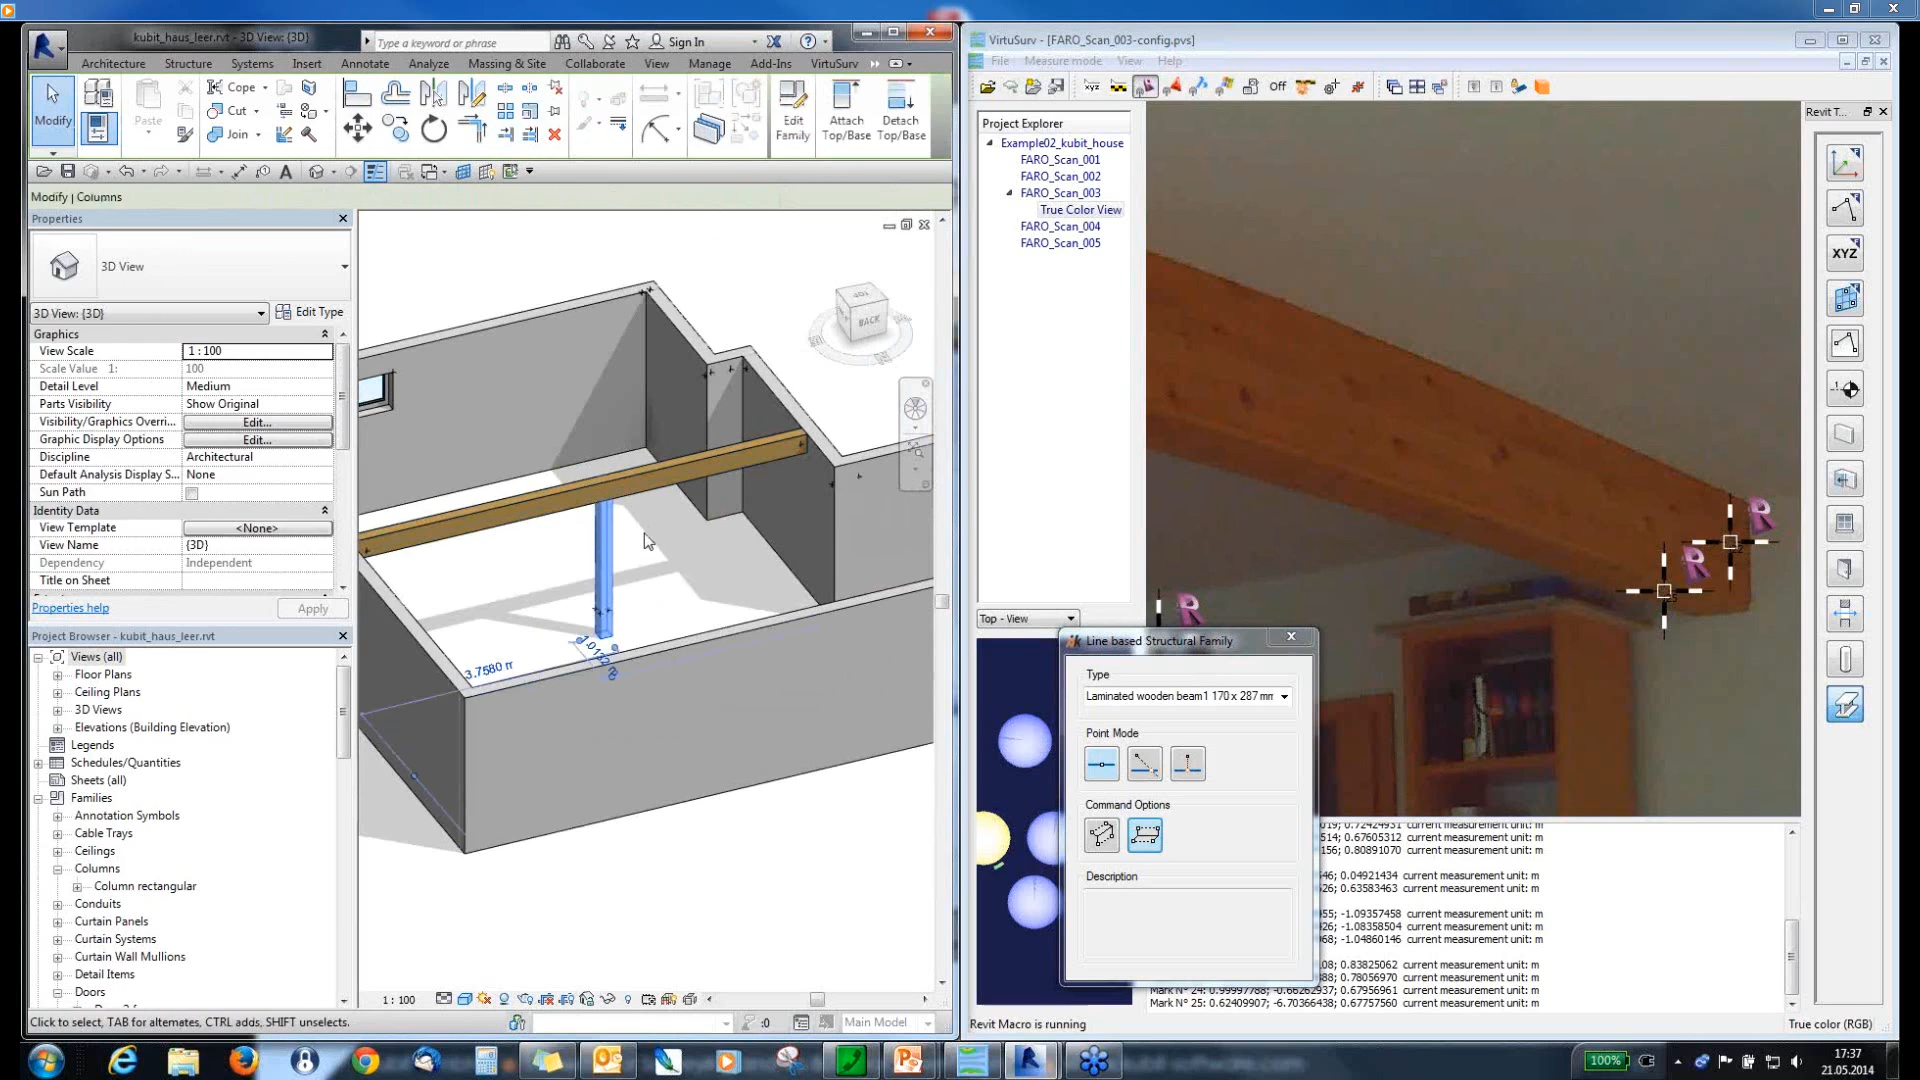 kubit_haus_leer.rvt - 3D View: {3D}
Type a keyword or phrase
Sign In
Architecture
Structure
Systems
Insert
Annotate
Analyze
Massing & Site
Collaborate
View
Manage
Add-Ins
VirtuSurv
Modify
Paste
Cope
Cut
Join
Edit
Family
Attach
Top/Base
Detach
Top/Base
Modify | Columns
Properties
3D View
3D View: {3D}
Edit Type
Graphics
View Scale
1 : 100
Scale Value 1:
100
Detail Level
Medium
Parts Visibility
Show Original
Visibility/Graphics Overri...
Edit...
Graphic Display Options
Edit...
Discipline
Architectural
Default Analysis Display S...
None
Sun Path
Identity Data
View Template
<None>
View Name
{3D}
Dependency
Independent
Title on Sheet
Properties help
Apply
Project Browser - kubit_haus_leer.rvt
Views (all)
Floor Plans
Ceiling Plans
3D Views
Elevations (Building Elevation)
Legends
Schedules/Quantities
Sheets (all)
Families
Annotation Symbols
Cable Trays
Ceilings
Columns
Column rectangular
Conduits
Curtain Panels
Curtain Systems
Curtain Wall Mullions
Detail Items
Doors
BACK
3.7580 m
1 : 100
Click to select, TAB for alternates, CTRL adds, SHIFT unselects.
:0
Main Model
VirtuSurv - [FARO_Scan_003-config.pvs]
File
Measure mode
View
Help
xyz
Off
Project Explorer
Example02_kubit_house
FARO_Scan_001
FARO_Scan_002
FARO_Scan_003
True Color View
FARO_Scan_004
FARO_Scan_005
Top - View
Revit T...
XYZ
Line based Structural Family
Type
Laminated wooden beam1 170 x 287 mm
Point Mode
Command Options
Description
019; 0.72424931 current measurement unit: m
514; 0.67605312 current measurement unit: m
156; 0.80891070 current measurement unit: m
546; 0.04921434 current measurement unit: m
526; 0.63583463 current measurement unit: m
955; -1.09357458 current measurement unit: m
926; -1.08358504 current measurement unit: m
968; -1.04860146 current measurement unit: m
08; 0.83825062 current measurement unit: m
888; 0.78056970 current measurement unit: m
Mark N° 24: 0.99997788; -0.66262937; 0.67956961 current measurement unit: m
Mark N° 25: 0.62409907; -6.70366438; 0.67757560 current measurement unit: m
Revit Macro is running
True color (RGB)
100%
17:37
21.05.2014